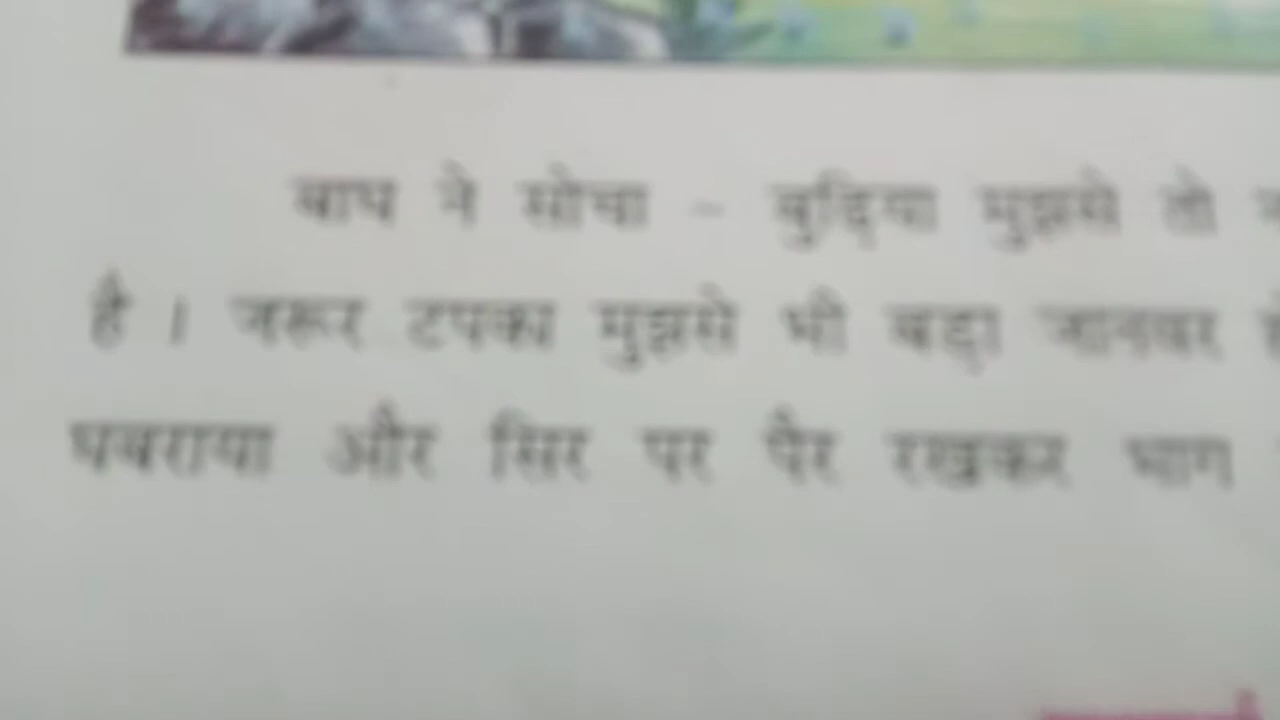 बाघ ने सोचा - बुढ़िया मुझसे तो
है । जरूर टपका मुझसे भी बड़ा जानवर
घबराया और सिर पर पैर रखकर भाग